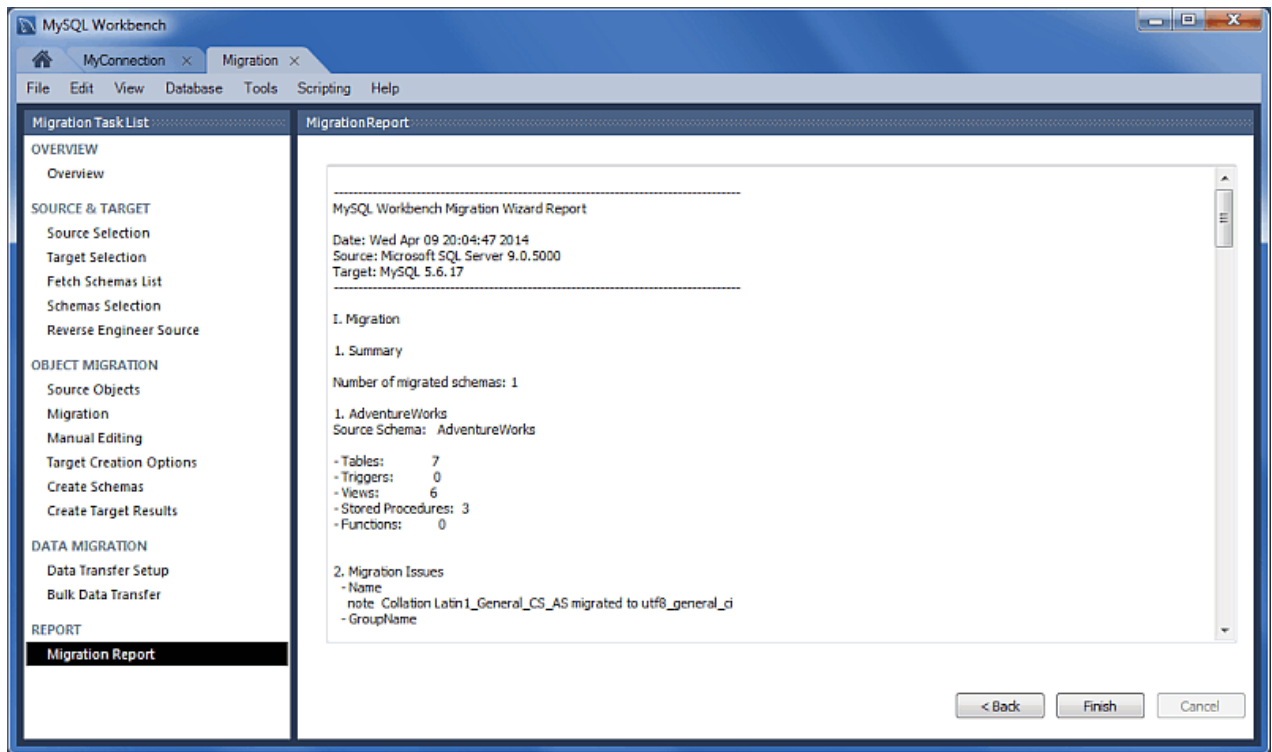 MySQL Workbench
MyConnection ×
Migration ×
File Edit View Database Tools Scripting Help
Migration Task List
OVERVIEW
Overview
SOURCE & TARGET
Source Selection
Target Selection
Fetch Schemas List
Schemas Selection
Reverse Engineer Source
OBJECT MIGRATION
Source Objects
Migration
Manual Editing
Target Creation Options
Create Schemas
Create Target Results
DATA MIGRATION
Data Transfer Setup
Bulk Data Transfer
REPORT
Migration Report
Migration Report
MySQL Workbench Migration Wizard Report
Date: Wed Apr 09 20:04:47 2014
Source: Microsoft SQL Server 9.0.5000
Target: MySQL 5.6.17
I. Migration
1. Summary
Number of migrated schemas: 1
1. AdventureWorks
Source Schema: AdventureWorks
- Tables: 7
- Triggers: 0
- Views: 6
- Stored Procedures: 3
- Functions: 0
2. Migration Issues
- Name
note Collation Latin1_General_CS_AS migrated to utf8_general_ci
- GroupName
< Back
Finish
Cancel